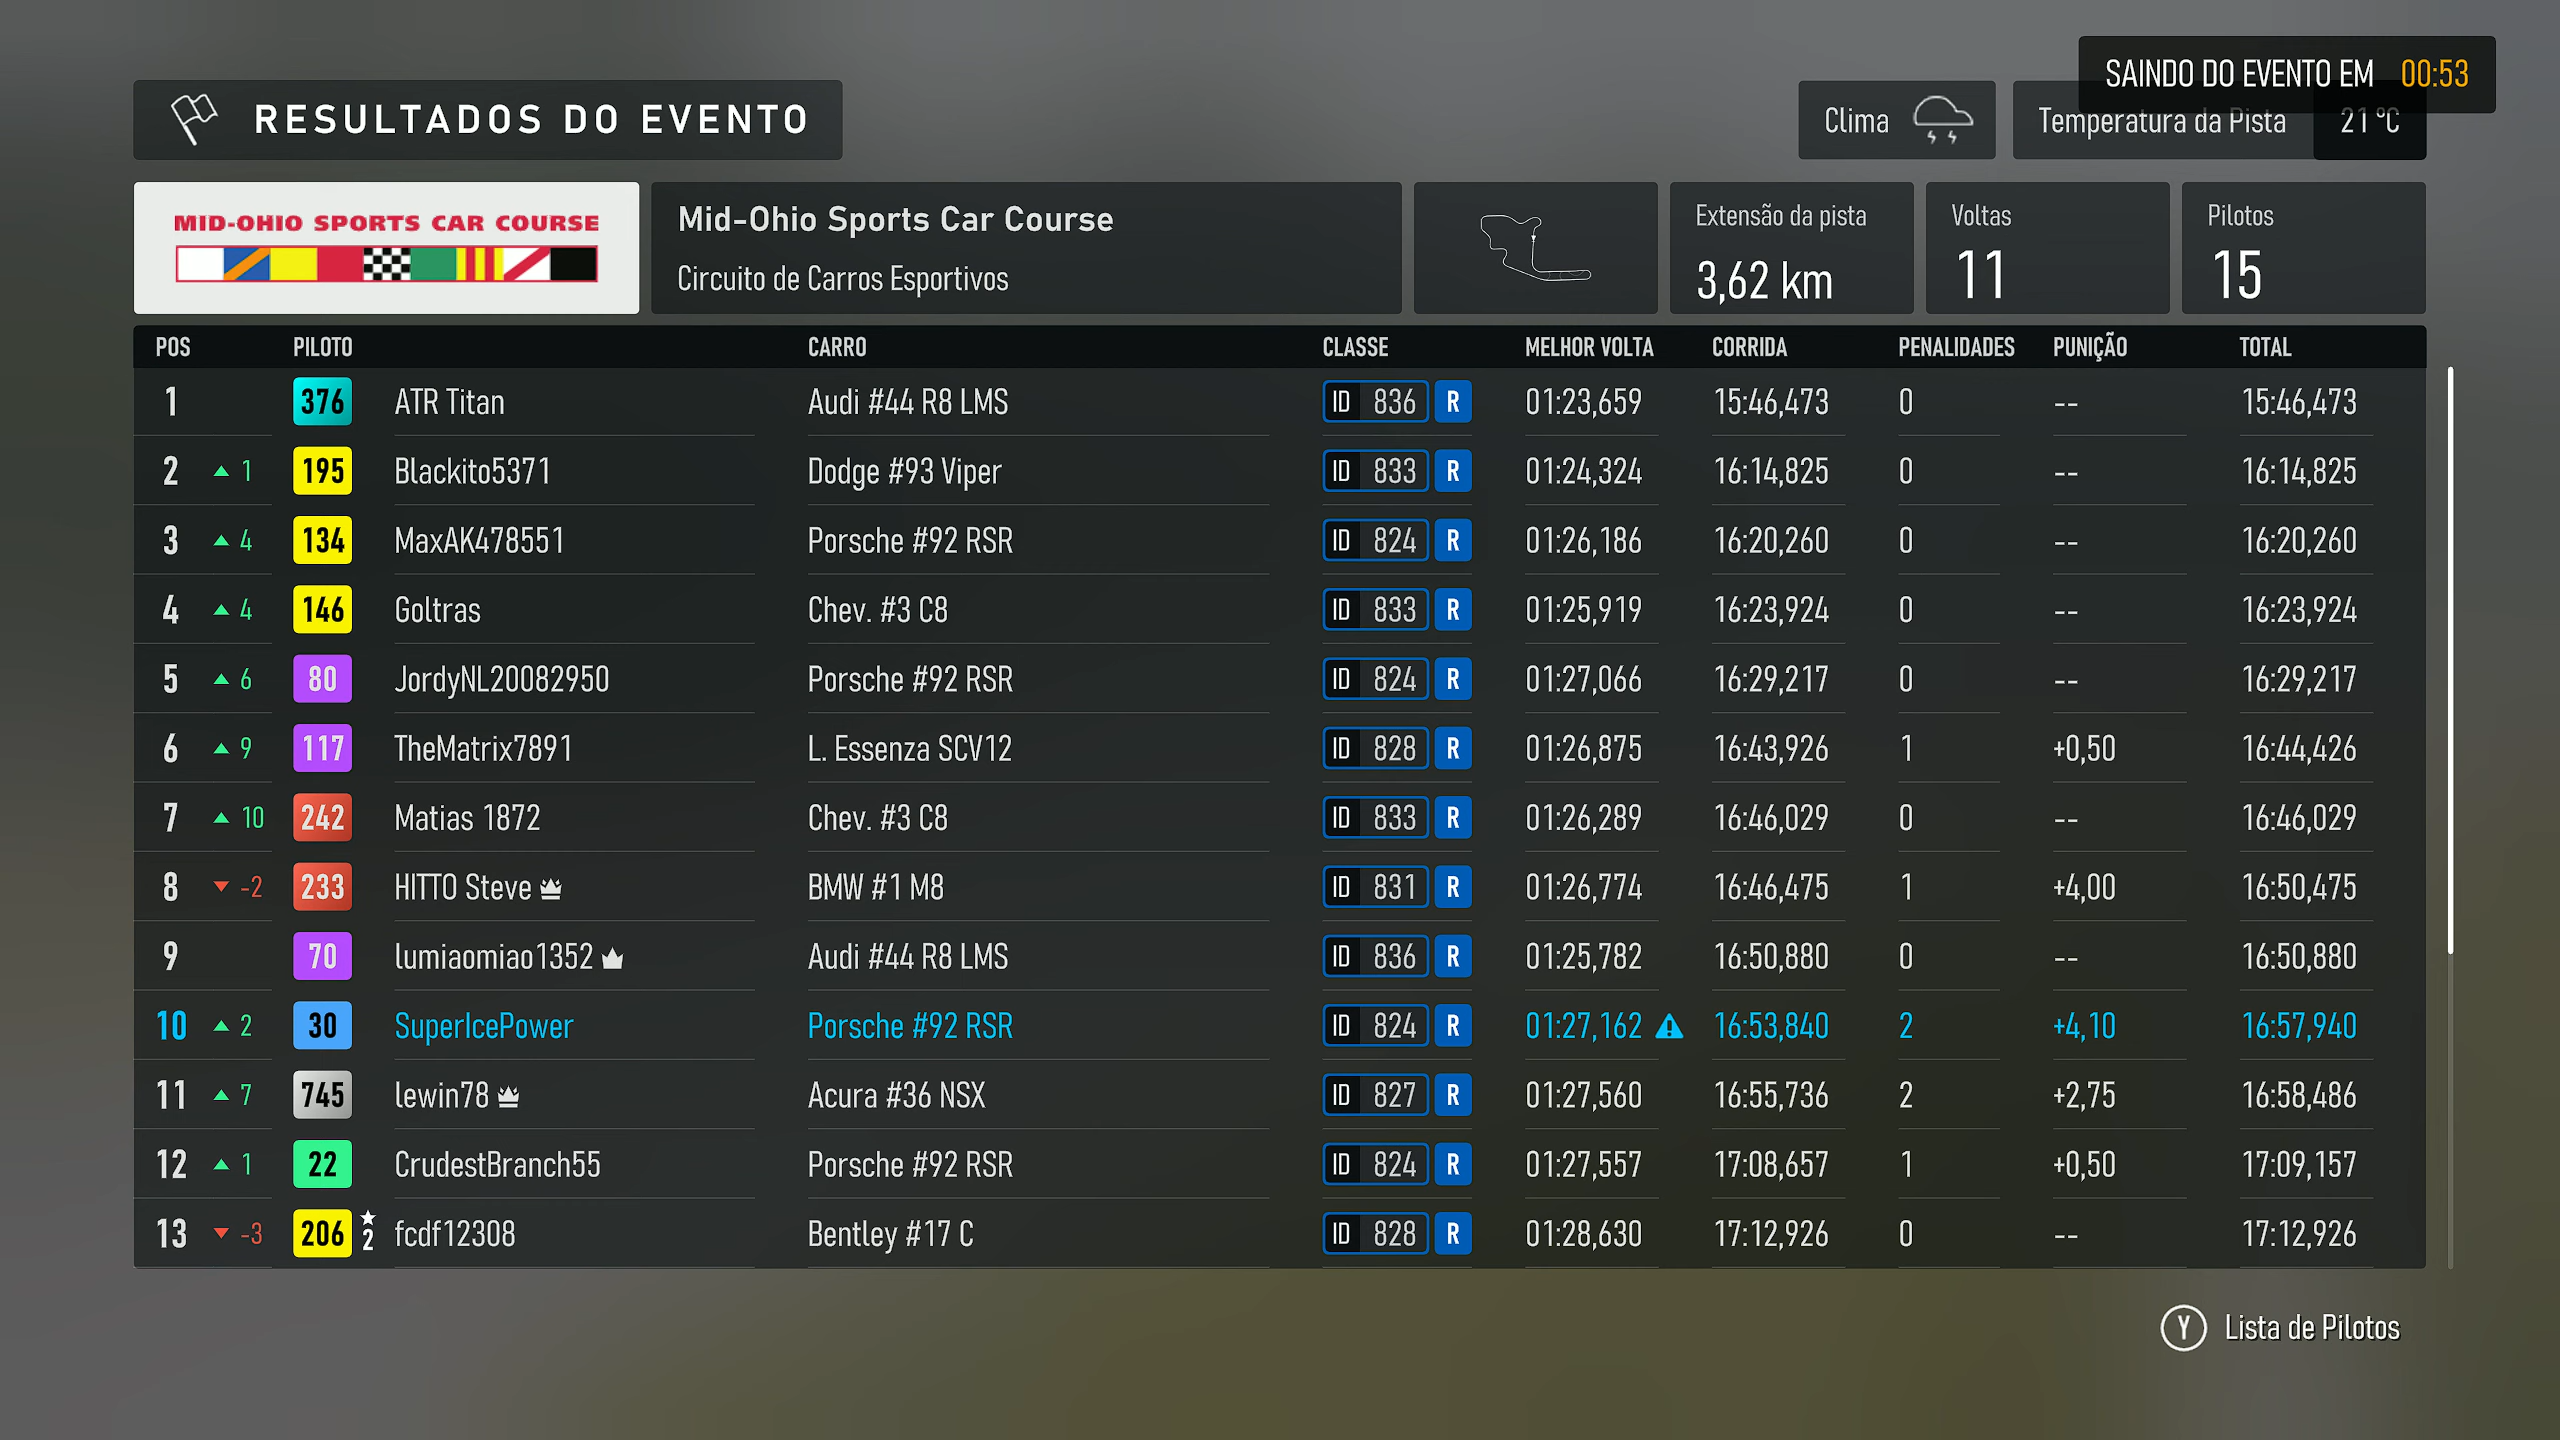 SAINDO DO EVENTO EM 00:53
RESULTADOS DO EVENTO
Clima
Temperatura da Pista 21 ºC
MID-OHIO SPORTS CAR COURSE
Mid-Ohio Sports Car Course
Circuito de Carros Esportivos
Extensão da pista
3,62 km
Voltas
11
Pilotos
15
POS PILOTO CARRO CLASSE MELHOR VOLTA CORRIDA PENALIDADES PUNIÇÃO TOTAL
1 376 ATR Titan Audi #44 R8 LMS ID 836 R 01:23,659 15:46,473 0 -- 15:46,473
2 ▲ 1 195 Blackito5371 Dodge #93 Viper ID 833 R 01:24,324 16:14,825 0 -- 16:14,825
3 ▲ 4 134 MaxAK478551 Porsche #92 RSR ID 824 R 01:26,186 16:20,260 0 -- 16:20,260
4 ▲ 4 146 Goltras Chev. #3 C8 ID 833 R 01:25,919 16:23,924 0 -- 16:23,924
5 ▲ 6 80 JordyNL20082950 Porsche #92 RSR ID 824 R 01:27,066 16:29,217 0 -- 16:29,217
6 ▲ 9 117 TheMatrix7891 L. Essenza SCV12 ID 828 R 01:26,875 16:43,926 1 +0,50 16:44,426
7 ▲ 10 242 Matias 1872 Chev. #3 C8 ID 833 R 01:26,289 16:46,029 0 -- 16:46,029
8 ▼ -2 233 HITTO Steve BMW #1 M8 ID 831 R 01:26,774 16:46,475 1 +4,00 16:50,475
9 70 lumiaomiao1352 Audi #44 R8 LMS ID 836 R 01:25,782 16:50,880 0 -- 16:50,880
10 ▲ 2 30 SuperIcePower Porsche #92 RSR ID 824 R 01:27,162 16:53,840 2 +4,10 16:57,940
11 ▲ 7 745 lewin78 Acura #36 NSX ID 827 R 01:27,560 16:55,736 2 +2,75 16:58,486
12 ▲ 1 22 CrudestBranch55 Porsche #92 RSR ID 824 R 01:27,557 17:08,657 1 +0,50 17:09,157
13 ▼ -3 206 ★ 2 fcdf12308 Bentley #17 C ID 828 R 01:28,630 17:12,926 0 -- 17:12,926
Y Lista de Pilotos